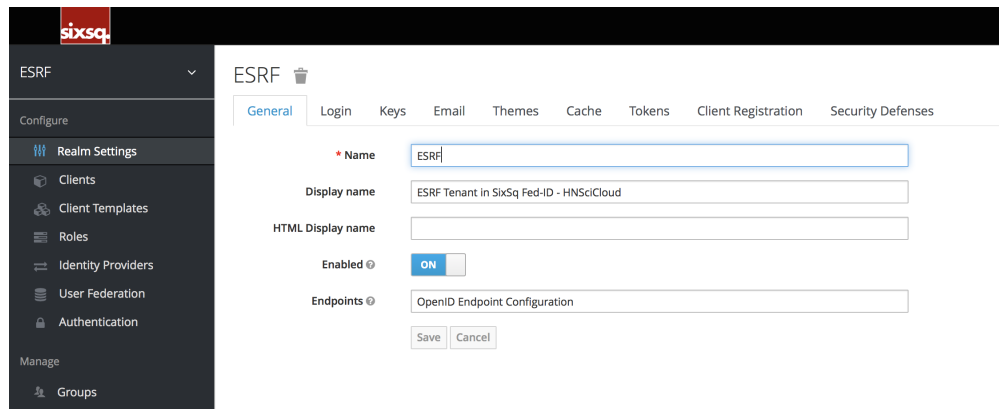 sixsq.
ESRF
Configure
Realm Settings
Clients
Client Templates
Roles
Identity Providers
User Federation
Authentication
Manage
Groups
ESRF
General Login Keys Email Themes Cache Tokens Client Registration Security Defenses
* Name ESRF
Display name ESRF Tenant in SixSq Fed-ID - HNSciCloud
HTML Display name
Enabled ON
Endpoints OpenID Endpoint Configuration
Save Cancel